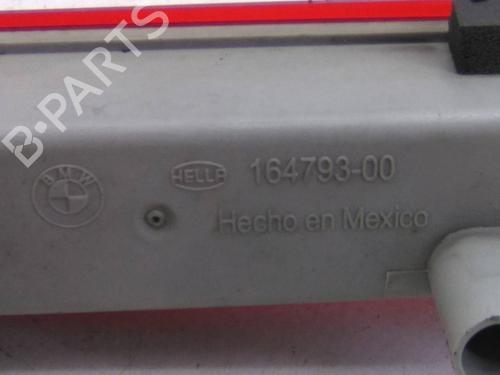 B-PARTS
BMW
HELLA 164793-00
Hecho en Mexico